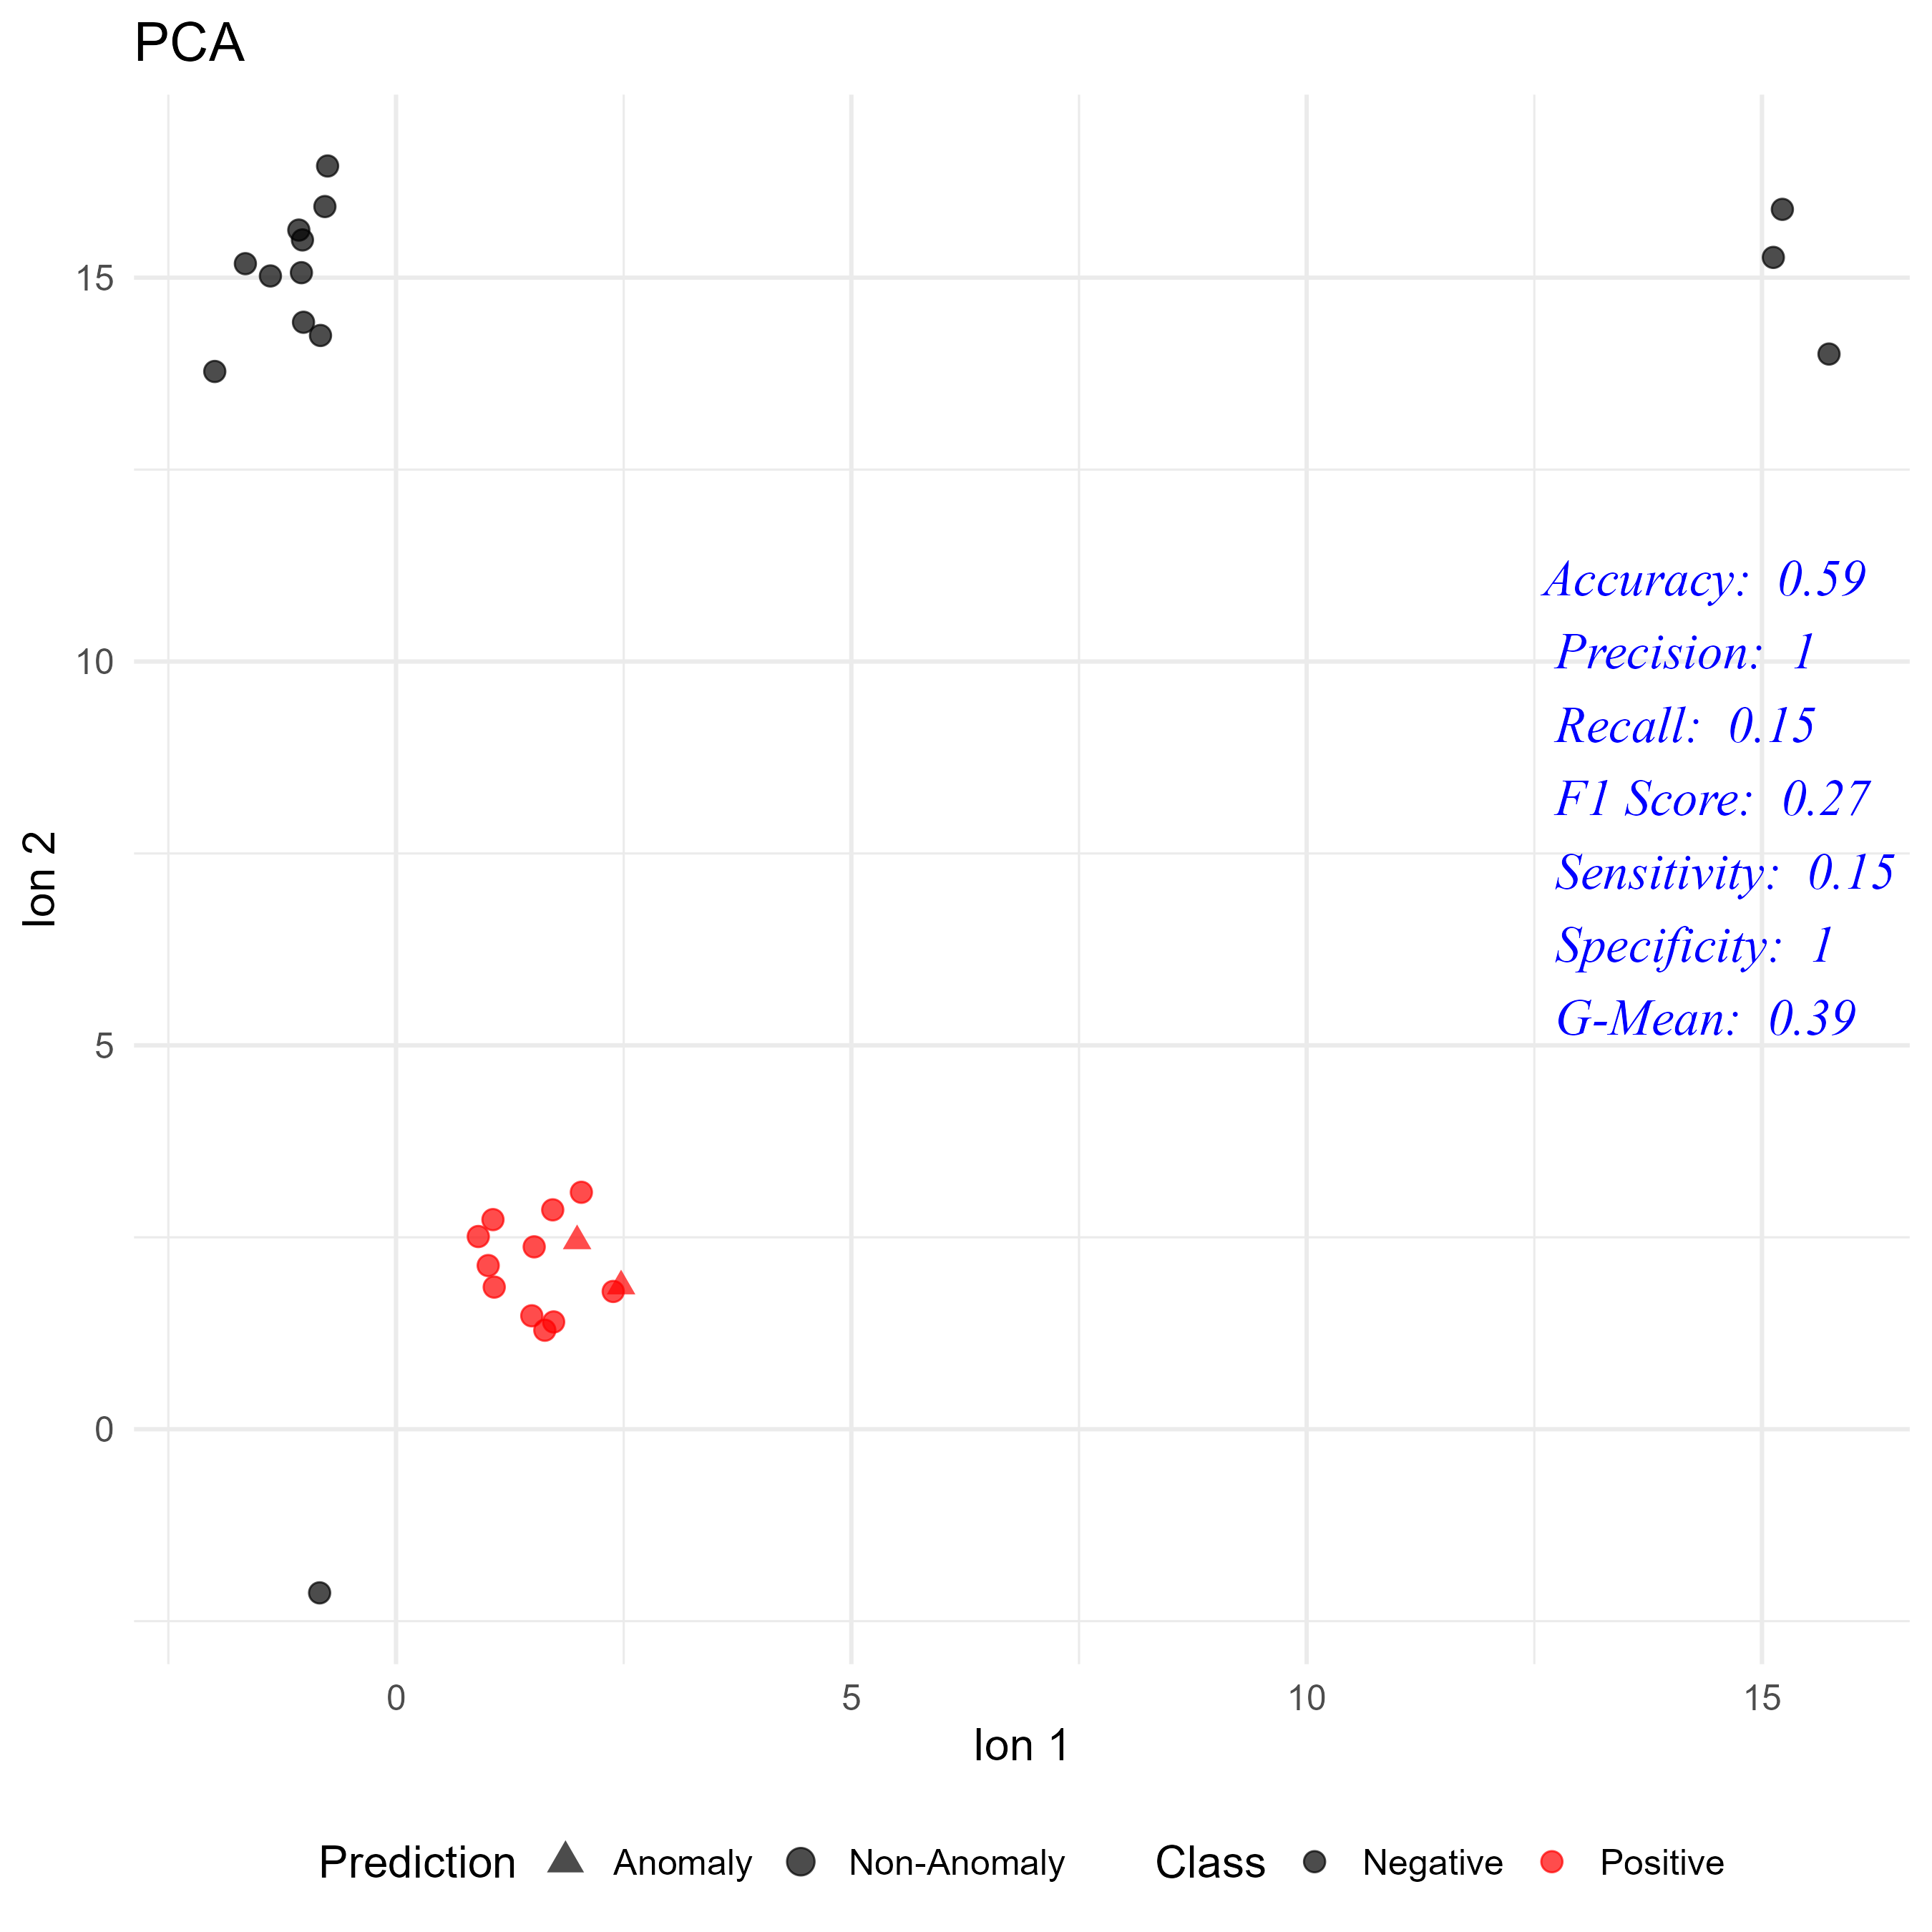 PCA
15
10
5
0
Ion 2
Accuracy: 0.59
Precision: 1
Recall: 0.15
F1 Score: 0.27
Sensitivity: 0.15
Specificity: 1
G-Mean: 0.39
0 5 10 15
Ion 1
Prediction Anomaly Non-Anomaly Class Negative Positive